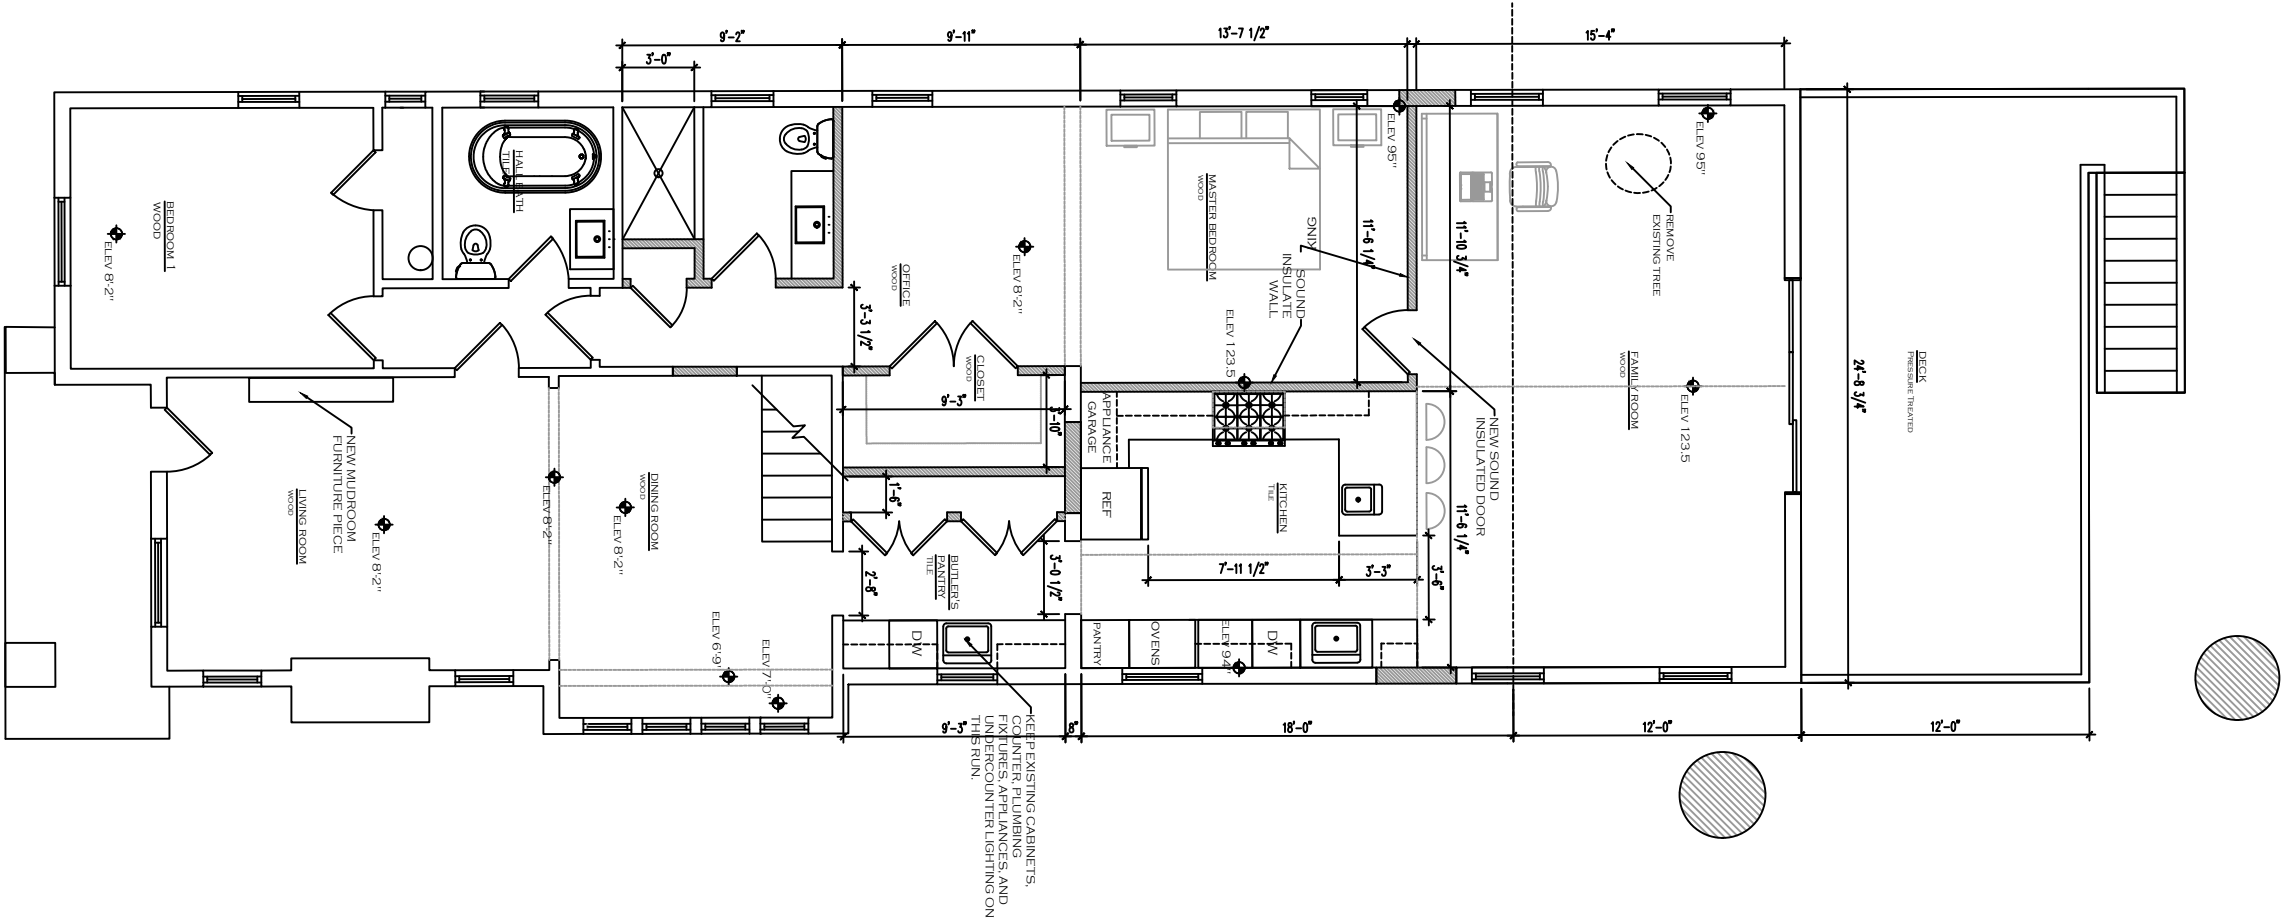 9'-2"
9'-11"
13'-7 1/2"
15'-4"
3'-0"
BEDROOM 1
WOOD
ELEV 8'-2"
HALL BATH
TILE
OFFICE
WOOD
ELEV 8'-2"
MASTER BEDROOM
WOOD
KING
SOUND
INSULATE
WALL
ELEV 123.5
ELEV 95"
11'-6 1/4"
11'-10 3/4"
ELEV 95"
REMOVE
EXISTING TREE
FAMILY ROOM
WOOD
ELEV 123.5
24'-8 3/4"
DECK
PRESSURE TREATED
3'-3 1/2"
CLOSET
WOOD
9'-3"
3'-10"
1'-6"
APPLIANCE
GARAGE
REF
KITCHEN
TILE
NEW SOUND
INSULATED DOOR
11'-6 1/4"
3'-6"
7'-11 1/2"
3'-3"
NEW MUDROOM
FURNITURE PIECE
LIVING ROOM
WOOD
ELEV 8'-2"
ELEV 8'-2"
DINING ROOM
WOOD
ELEV 8'-2"
ELEV 6'-9"
ELEV 7'-0"
BUTLER'S
PANTRY
TILE
2'-8"
3'-0 1/2"
DW
PANTRY
OVENS
ELEV 94"
DW
9'-3"
8"
18'-0"
12'-0"
12'-0"
KEEP EXISTING CABINETS,
COUNTER, PLUMBING
FIXTURES, APPLIANCES, AND
UNDERCOUNTER LIGHTING ON
THIS RUN.